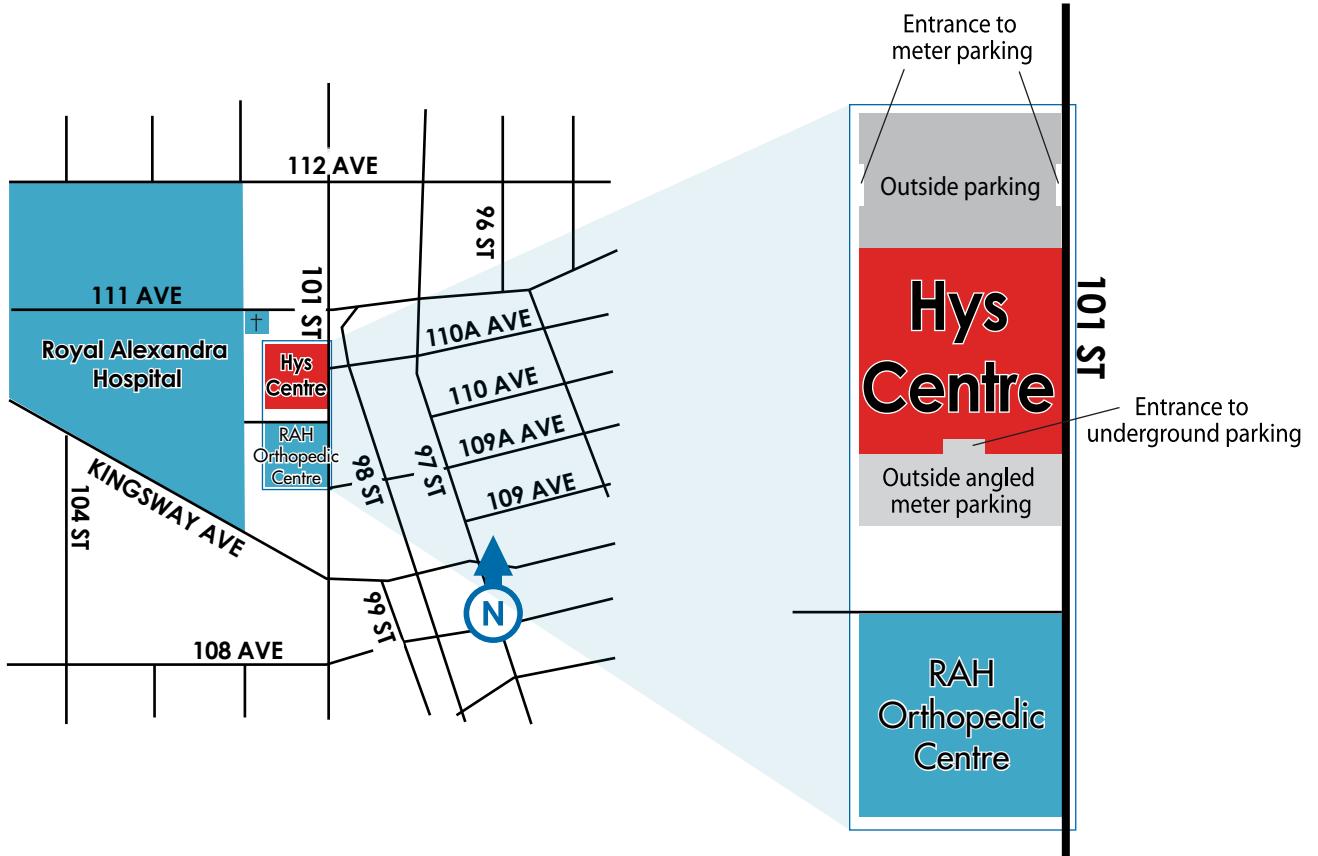 112 AVE
96 ST
101 ST
111 AVE
110A AVE
Royal Alexandra
Hospital
Hys
Centre
110 AVE
109A AVE
RAH
Orthopedic
Centre
98 ST
97 ST
109 AVE
KINGSWAY AVE
104 ST
99 ST
N
108 AVE
Entrance to
meter parking
Outside parking
Hys
Centre
101 ST
Entrance to
underground parking
Outside angled
meter parking
RAH
Orthopedic
Centre